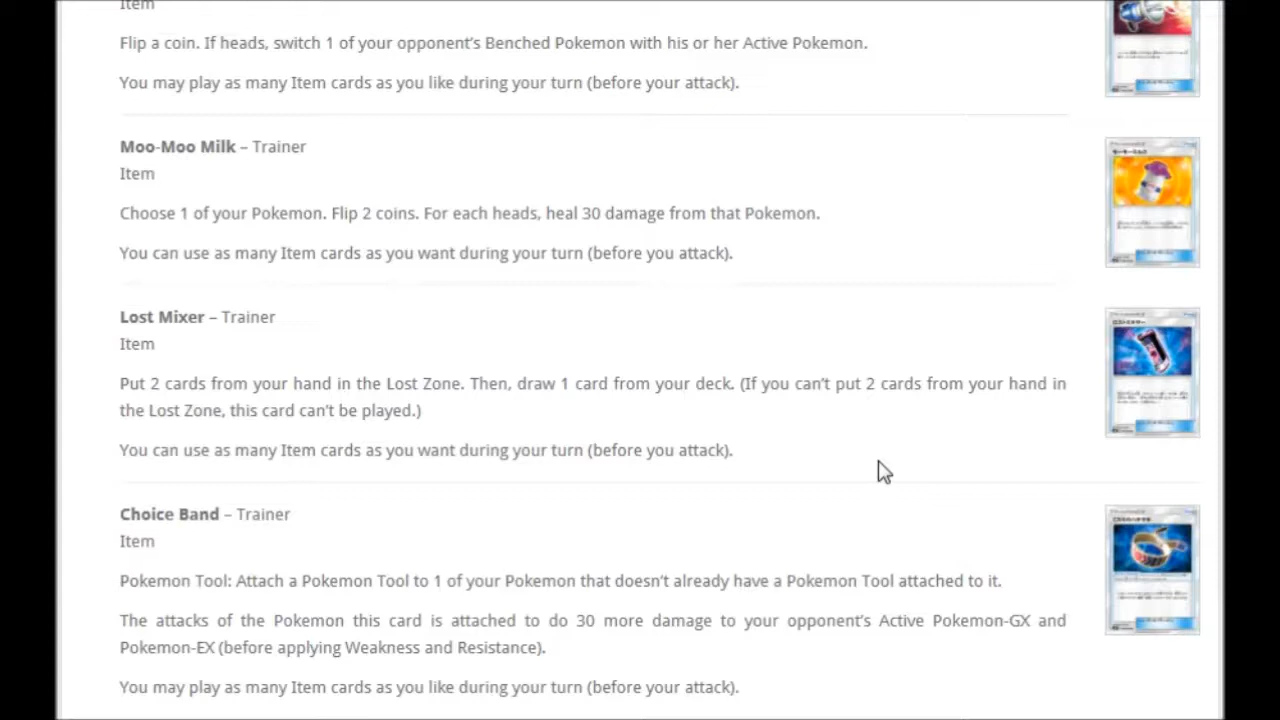 Item
Flip a coin. If heads, switch 1 of your opponent's Benched Pokemon with his or her Active Pokemon.
You may play as many Item cards as you like during your turn (before your attack).
Moo-Moo Milk – Trainer
Item
Choose 1 of your Pokemon. Flip 2 coins. For each heads, heal 30 damage from that Pokemon.
You can use as many Item cards as you want during your turn (before you attack).
Lost Mixer – Trainer
Item
Put 2 cards from your hand in the Lost Zone. Then, draw 1 card from your deck. (If you can't put 2 cards from your hand in
the Lost Zone, this card can't be played.)
You can use as many Item cards as you want during your turn (before you attack).
Choice Band – Trainer
Item
Pokemon Tool: Attach a Pokemon Tool to 1 of your Pokemon that doesn't already have a Pokemon Tool attached to it.
The attacks of the Pokemon this card is attached to do 30 more damage to your opponent's Active Pokemon-GX and
Pokemon-EX (before applying Weakness and Resistance).
You may play as many Item cards as you like during your turn (before your attack).